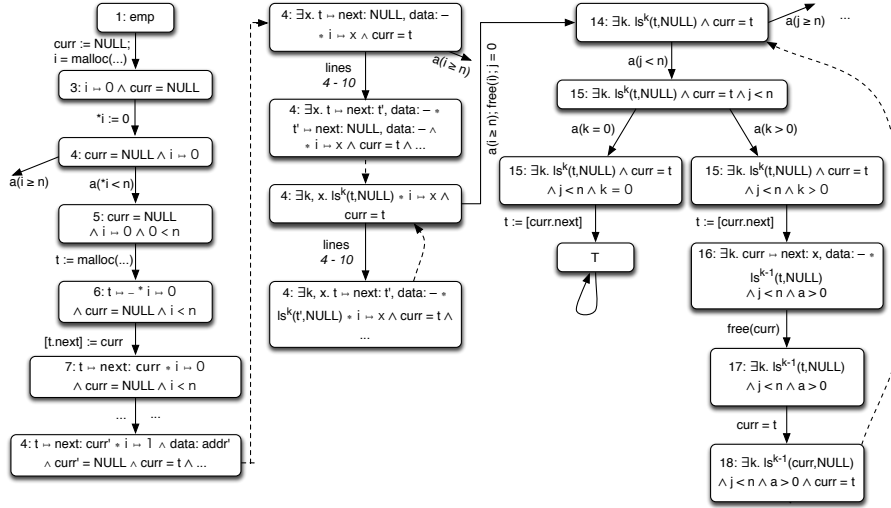 1: emp
curr := NULL;
i = malloc(...)
3: i ↦ 0 ∧ curr = NULL
*i := 0
4: curr = NULL ∧ i ↦ 0
a(i ≥ n)
a(*i < n)
5: curr = NULL
∧ i ↦ 0 ∧ 0 < n
t := malloc(...)
6: t ↦ – * i ↦ 0
∧ curr = NULL ∧ i < n
[t.next] := curr
7: t ↦ next: curr * i ↦ 0
∧ curr = NULL ∧ i < n
... ...
4: t ↦ next: curr' * i ↦ 1 ∧ data: addr'
∧ curr' = NULL ∧ curr = t ∧ ...
4: ∃x. t ↦ next: NULL, data: –
* i ↦ x ∧ curr = t
lines
4 - 10
a(i ≥ n)
4: ∃x. t ↦ next: t', data: – *
t' ↦ next: NULL, data: – ∧
* i ↦ x ∧ curr = t ∧ ...
4: ∃k, x. ls^k(t,NULL) * i ↦ x ∧
curr = t
lines
4 - 10
4: ∃k, x. t ↦ next: t', data: – *
ls^k(t',NULL) * i ↦ x ∧ curr = t ∧
...
a(i ≥ n); free(i); j = 0
14: ∃k. ls^k(t,NULL) ∧ curr = t
a(j ≥ n)
...
a(j < n)
15: ∃k. ls^k(t,NULL) ∧ curr = t ∧ j < n
a(k = 0)
a(k > 0)
15: ∃k. ls^k(t,NULL) ∧ curr = t
∧ j < n ∧ k = 0
t := [curr.next]
T
15: ∃k. ls^k(t,NULL) ∧ curr = t
∧ j < n ∧ k > 0
t := [curr.next]
16: ∃k. curr ↦ next: x, data: – *
ls^k-1(t,NULL)
∧ j < n ∧ a > 0
free(curr)
17: ∃k. ls^k-1(t,NULL)
∧ j < n ∧ a > 0
curr = t
18: ∃k. ls^k-1(curr,NULL)
∧ j < n ∧ a > 0 ∧ curr = t